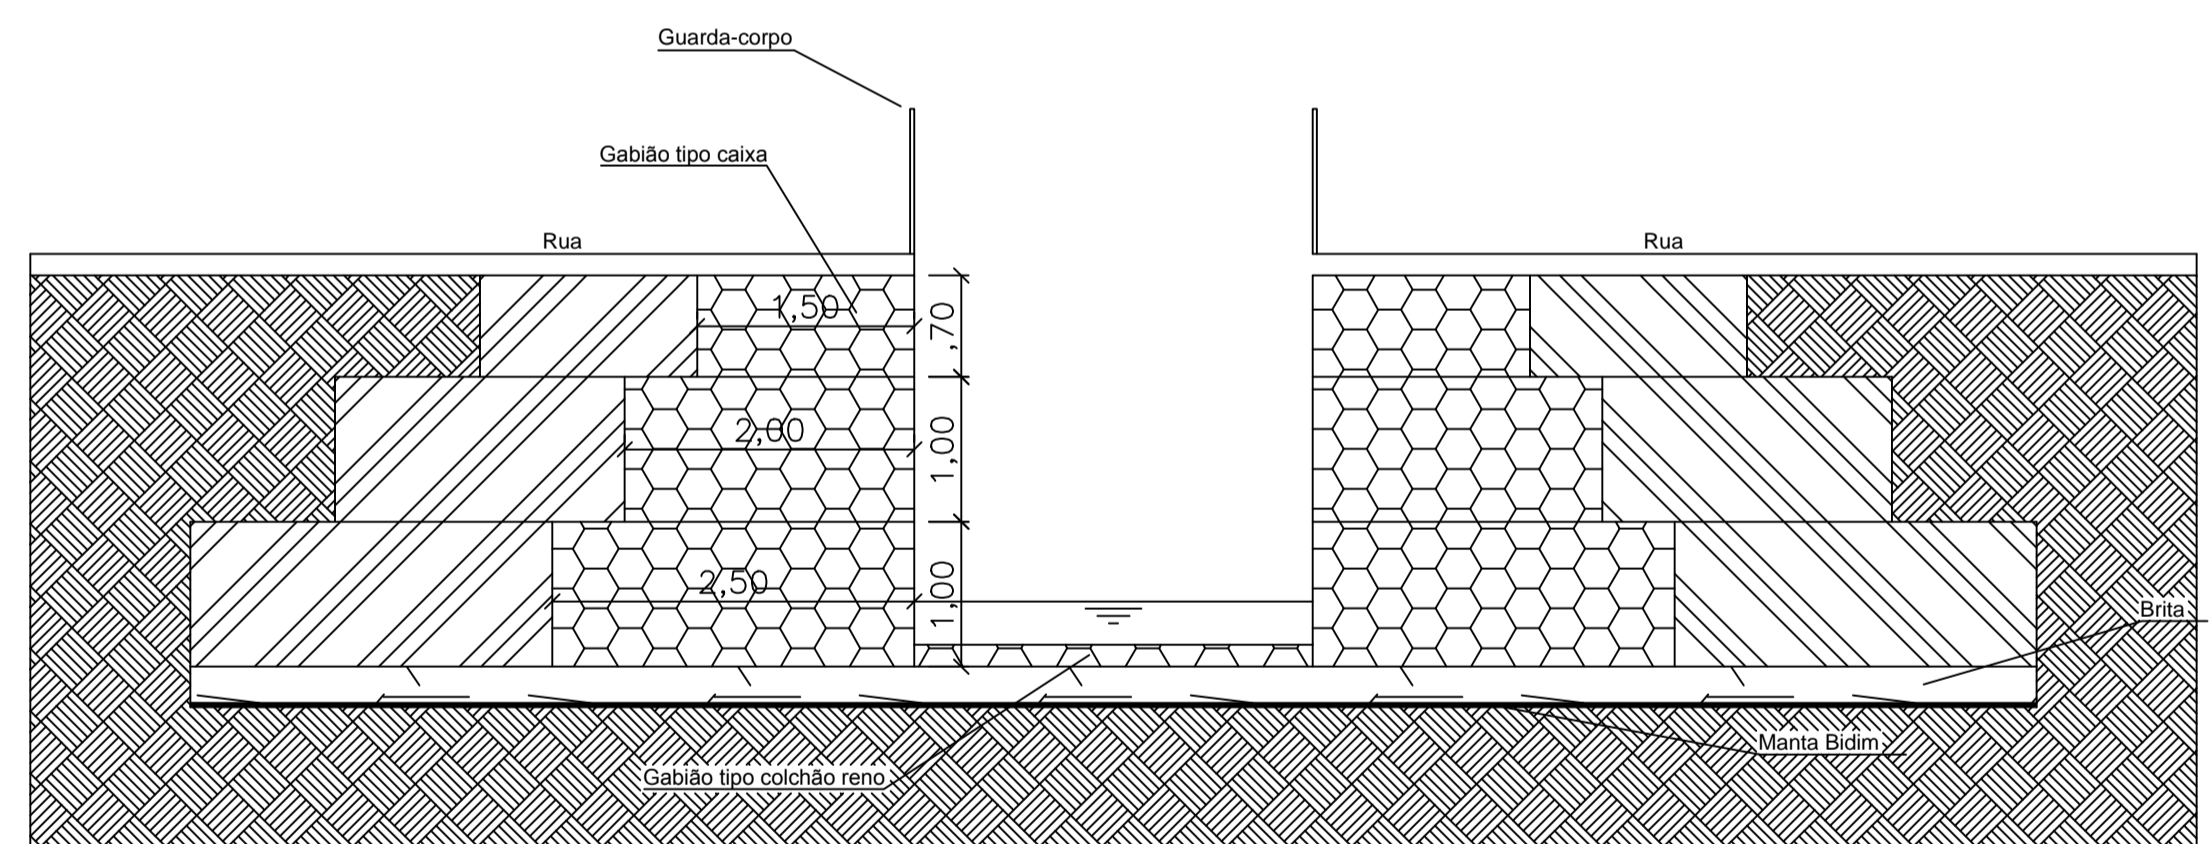 Guarda-corpo
Gabião tipo caixa
Rua
Rua
1,50
,70
2,00
1,00
2,50
1,00
Brita
Manta Bidim
Gabião tipo colchão reno